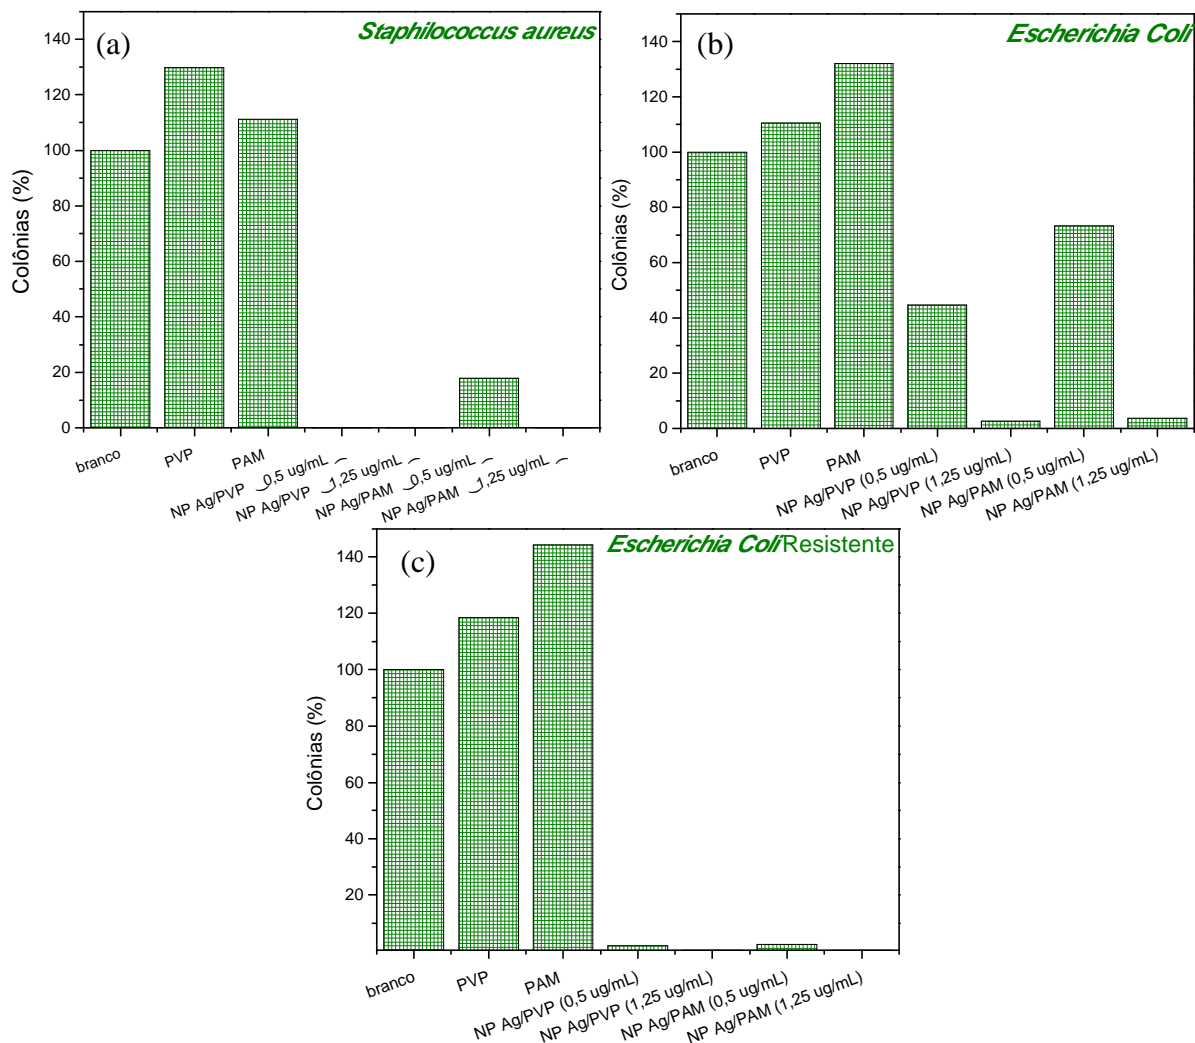 (a)
Staphilococcus aureus
Colônias (%)
140
120
100
80
60
40
20
0
branco
PVP
PAM
NP Ag/PVP (0,5 ug/mL)
NP Ag/PVP (1,25 ug/mL)
NP Ag/PAM (0,5 ug/mL)
NP Ag/PAM (1,25 ug/mL)
(b)
Escherichia Coli
Colônias (%)
140
120
100
80
60
40
20
0
branco
PVP
PAM
NP Ag/PVP (0,5 ug/mL)
NP Ag/PVP (1,25 ug/mL)
NP Ag/PAM (0,5 ug/mL)
NP Ag/PAM (1,25 ug/mL)
(c)
Escherichia Coli Resistente
Colônias (%)
140
120
100
80
60
40
20
branco
PVP
PAM
NP Ag/PVP (0,5 ug/mL)
NP Ag/PVP (1,25 ug/mL)
NP Ag/PAM (0,5 ug/mL)
NP Ag/PAM (1,25 ug/mL)